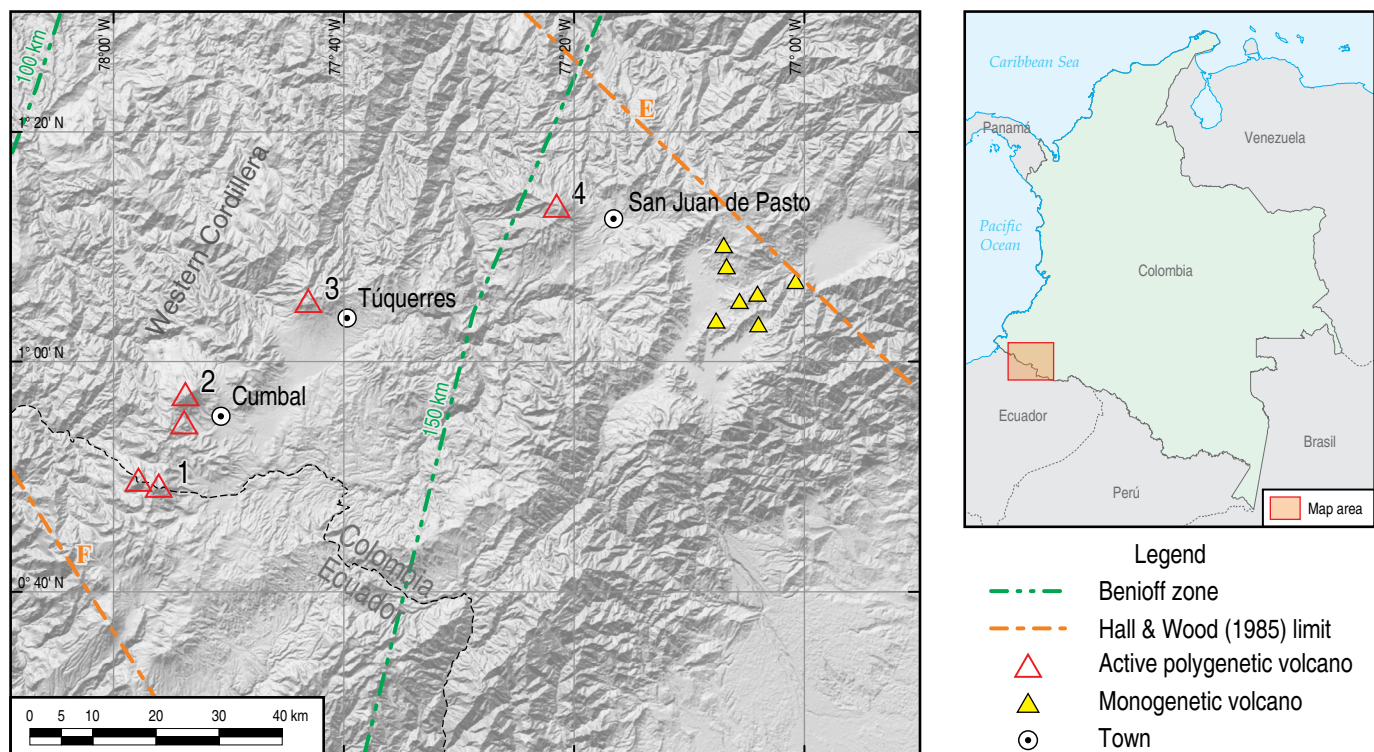 78°00' W
77°40' W
77°20' W
77°00' W
100 km
E
1° 20' N
Western Cordillera
4
San Juan de Pasto
3
Túquerres
1° 00' N
2
Cumbal
150 km
1
F
Colombia
Ecuador
0° 40' N
0 5 10 20 30 40 km
Caribbean Sea
Panamá
Venezuela
Pacific
Ocean
Colombia
Ecuador
Brasil
Perú
Map area
Legend
Benioff zone
Hall & Wood (1985) limit
Active polygenetic volcano
Monogenetic volcano
Town